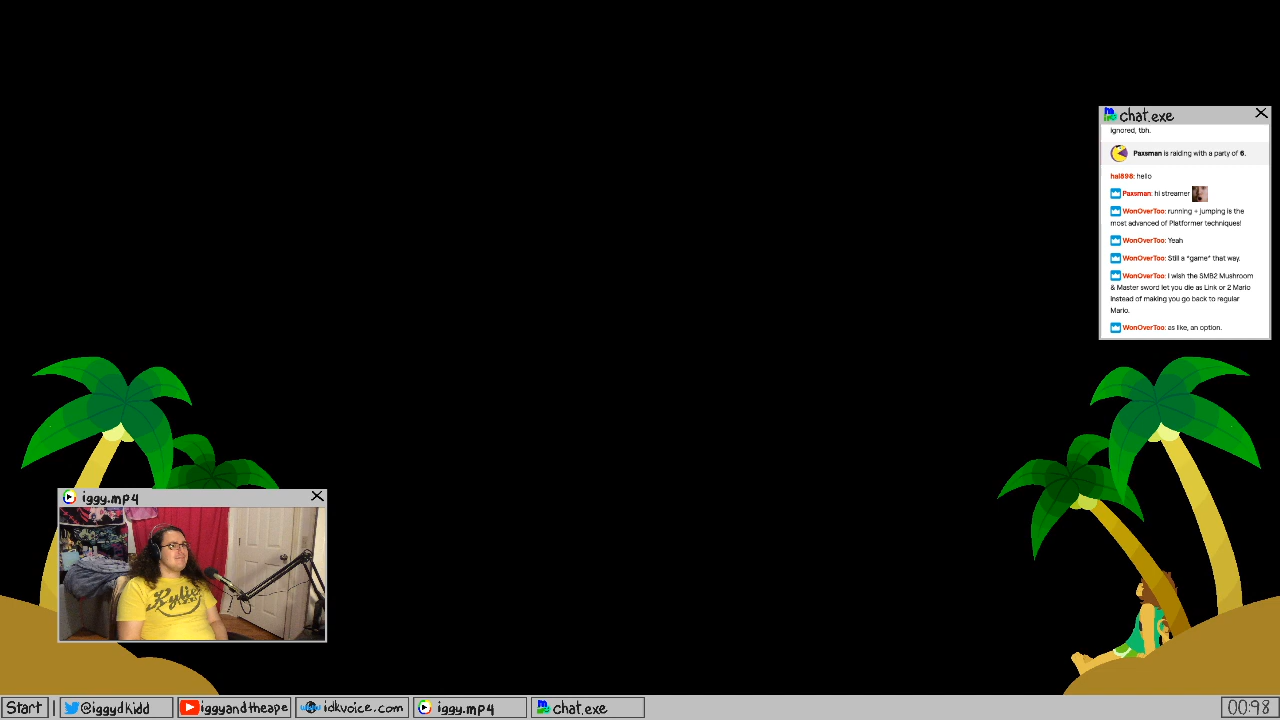 chat.exe
ignored, tbh.
Paxsman is raiding with a party of 6.
hal898: hello
Paxsman: hi streamer
WonOverToo: running + jumping is the
most advanced of Platformer techniques!
WonOverToo: Yeah
WonOverToo: Still a *game* that way.
WonOverToo: I wish the SMB2 Mushroom
& Master sword let you die as Link or 2 Mario
instead of making you go back to regular
Mario.
WonOverToo: as like, an option.
iggy.mp4
Kylie
Start
@iggydkidd
iggyandtheape
idkvoice.com
iggy.mp4
chat.exe
00:98